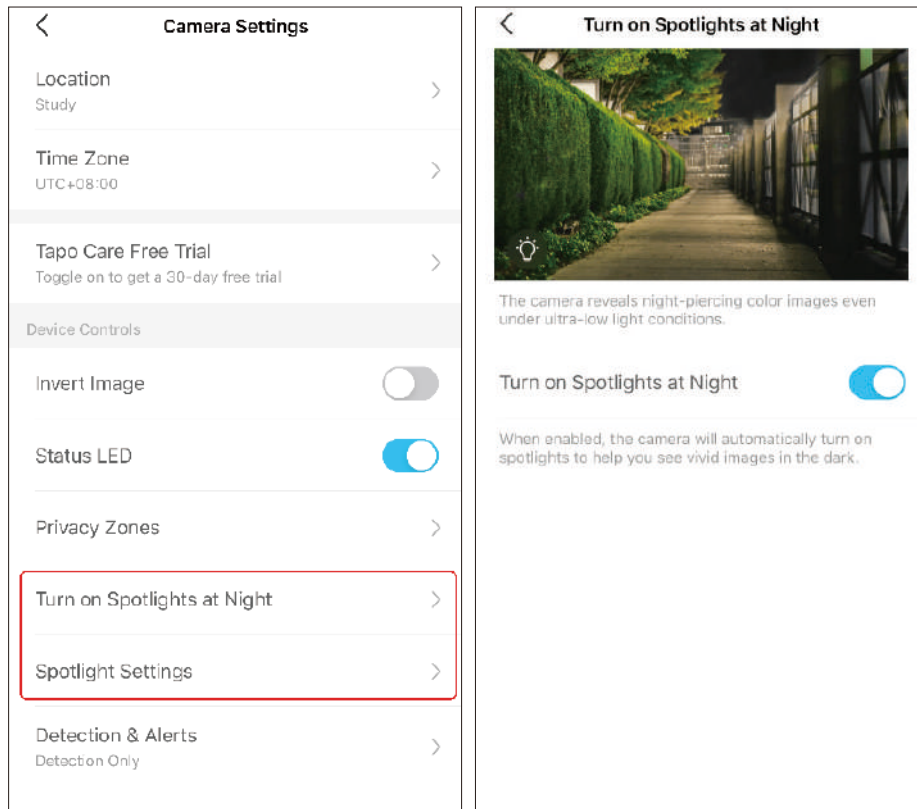 Camera Settings
Location
Study
Time Zone
UTC+08:00
Tapo Care Free Trial
Toggle on to get a 30-day free trial
Device Controls
Invert Image
Status LED
Privacy Zones
Turn on Spotlights at Night
Spotlight Settings
Detection & Alerts
Detection Only
Turn on Spotlights at Night
The camera reveals night-piercing color images even
under ultra-low light conditions.
Turn on Spotlights at Night
When enabled, the camera will automatically turn on
spotlights to help you see vivid images in the dark.